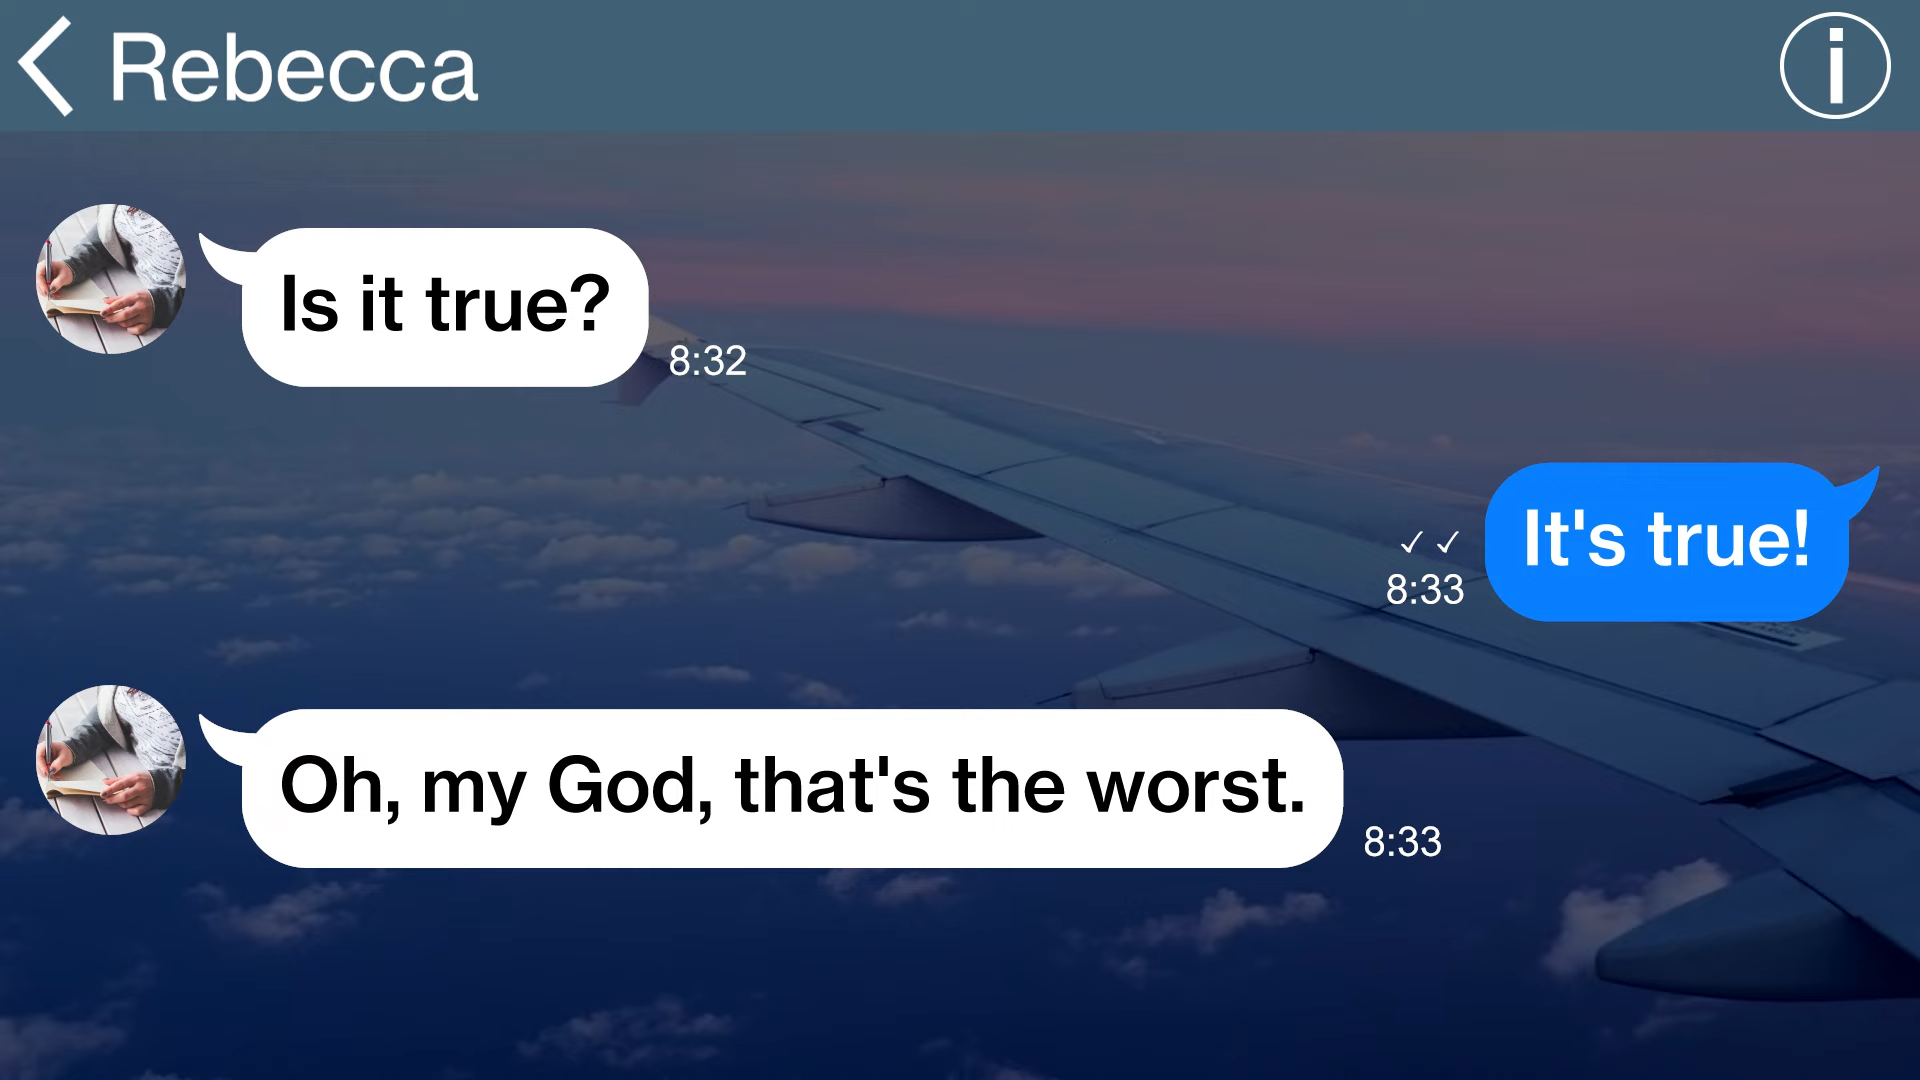 Rebecca
Is it true?
8:32
It's true!
✓ ✓
8:33
Oh, my God, that's the worst.
8:33